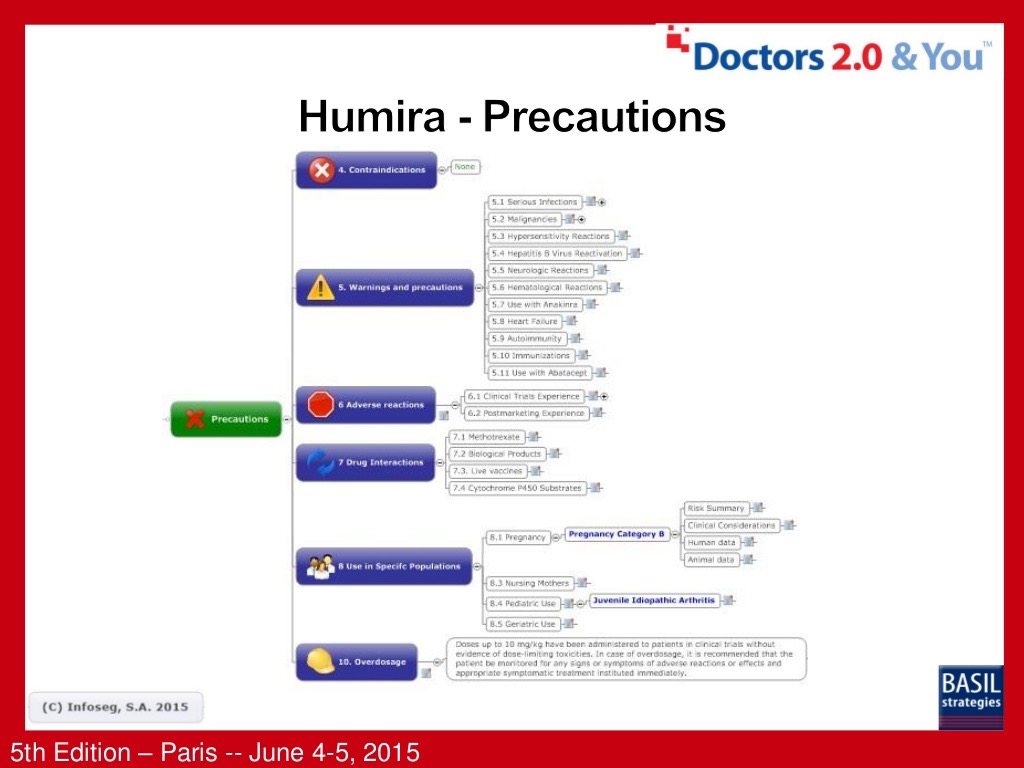 Doctors 2.0 & You™
Humira - Precautions
4. Contraindications
None
5.1 Serious Infections
5.2 Malignancies
5.3 Hypersensitivity Reactions
5.4 Hepatitis B Virus Reactivation
5.5 Neurologic Reactions
5. Warnings and precautions
5.6 Hematological Reactions
5.7 Use with Anakinra
5.8 Heart Failure
5.9 Autoimmunity
5.10 Immunizations
5.11 Use with Abatacept
6 Adverse reactions
6.1 Clinical Trials Experience
6.2 Postmarketing Experience
Precautions
7 Drug Interactions
7.1 Methotrexate
7.2 Biological Products
7.3. Live vaccines
7.4 Cytochrome P450 Substrates
8 Use in Specifc Populations
8.1 Pregnancy
Pregnancy Category B
Risk Summary
Clinical Considerations
Human data
Animal data
8.3 Nursing Mothers
8.4 Pediatric Use
Juvenile Idiopathic Arthritis
8.5 Geriatric Use
10. Overdosage
Doses up to 10 mg/kg have been administered to patients in clinical trials without
evidence of dose-limiting toxicities. In case of overdosage, it is recommended that the
patient be monitored for any signs or symptoms of adverse reactions or effects and
appropriate symptomatic treatment instituted immediately.
BASIL
strategies
(C) Infoseg, S.A. 2015
5th Edition – Paris -- June 4-5, 2015